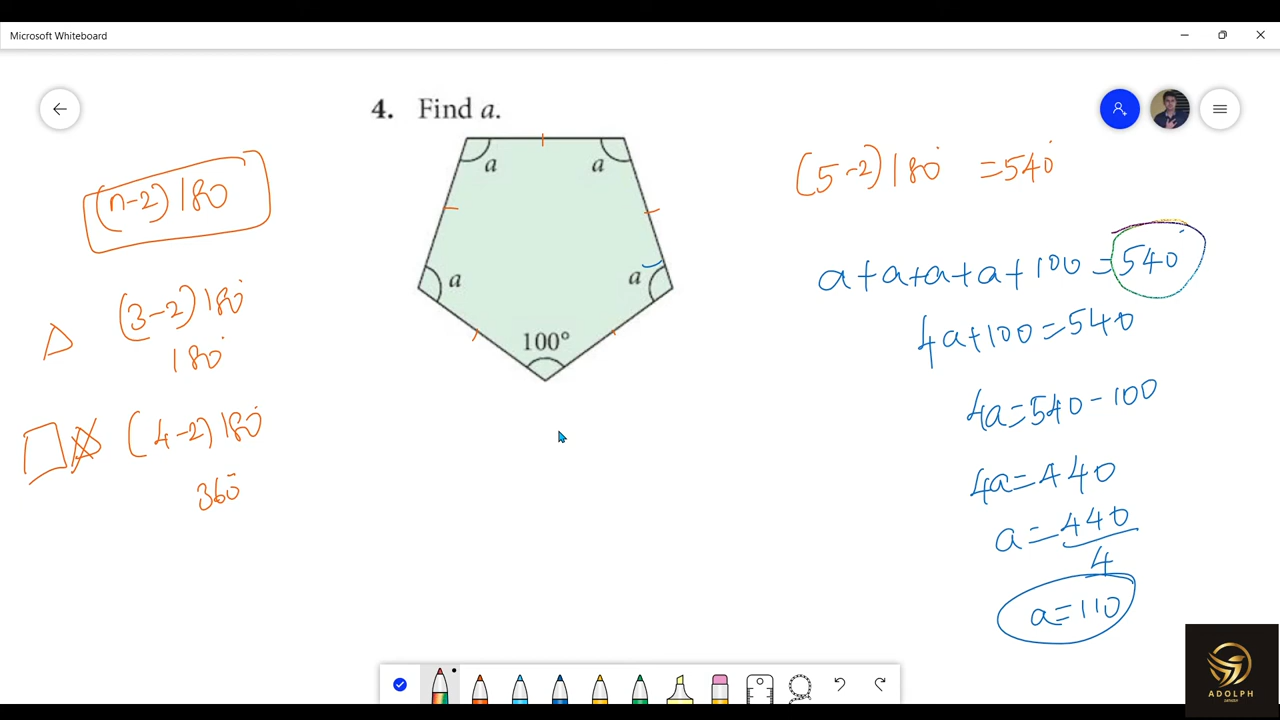 Microsoft Whiteboard
4. Find a.
a
a
a
a
100°
(n-2)180
(3-2)180°
180°
(4-2)180°
360°
(5-2)180° =540°
a+a+a+a+100=540°
4a+100=540
4a=540-100
4a=440
a=440
4
a=110
ADOLPH